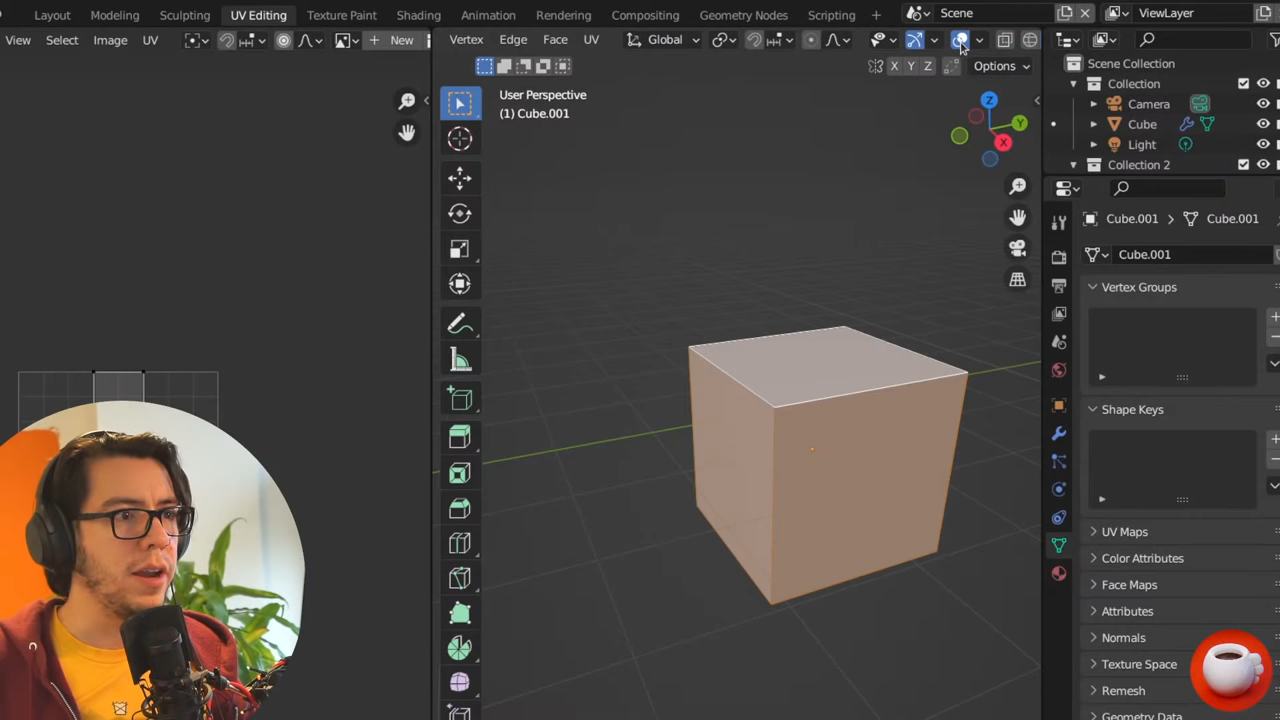 Layout Modeling Sculpting UV Editing Texture Paint Shading Animation Rendering Compositing Geometry Nodes Scripting + Scene ViewLayer
View Select Image UV + New Vertex Edge Face UV Global
X Y Z Options
User Perspective
(1) Cube.001
Z
Y
X
Scene Collection
Collection
Camera
Cube
Light
Collection 2
Cube.001 > Cube.001
Cube.001
Vertex Groups
Shape Keys
UV Maps
Color Attributes
Face Maps
Attributes
Normals
Texture Space
Remesh
Geometry Data